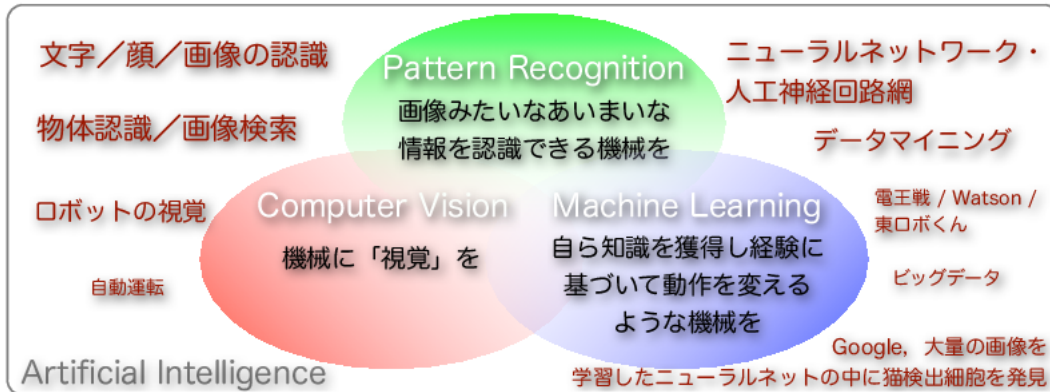 文字／顔／画像の認識
物体認識／画像検索
ロボットの視覚
自動運転
Pattern Recognition
画像みたいなあいまいな
情報を認識できる機械を
Computer Vision
機械に「視覚」を
Machine Learning
自ら知識を獲得し経験に
基づいて動作を変える
ような機械を
ニューラルネットワーク・
人工神経回路網
データマイニング
電王戦 / Watson /
東ロボくん
ビッグデータ
Google，大量の画像を
学習したニューラルネットの中に猫検出細胞を発見
Artificial Intelligence